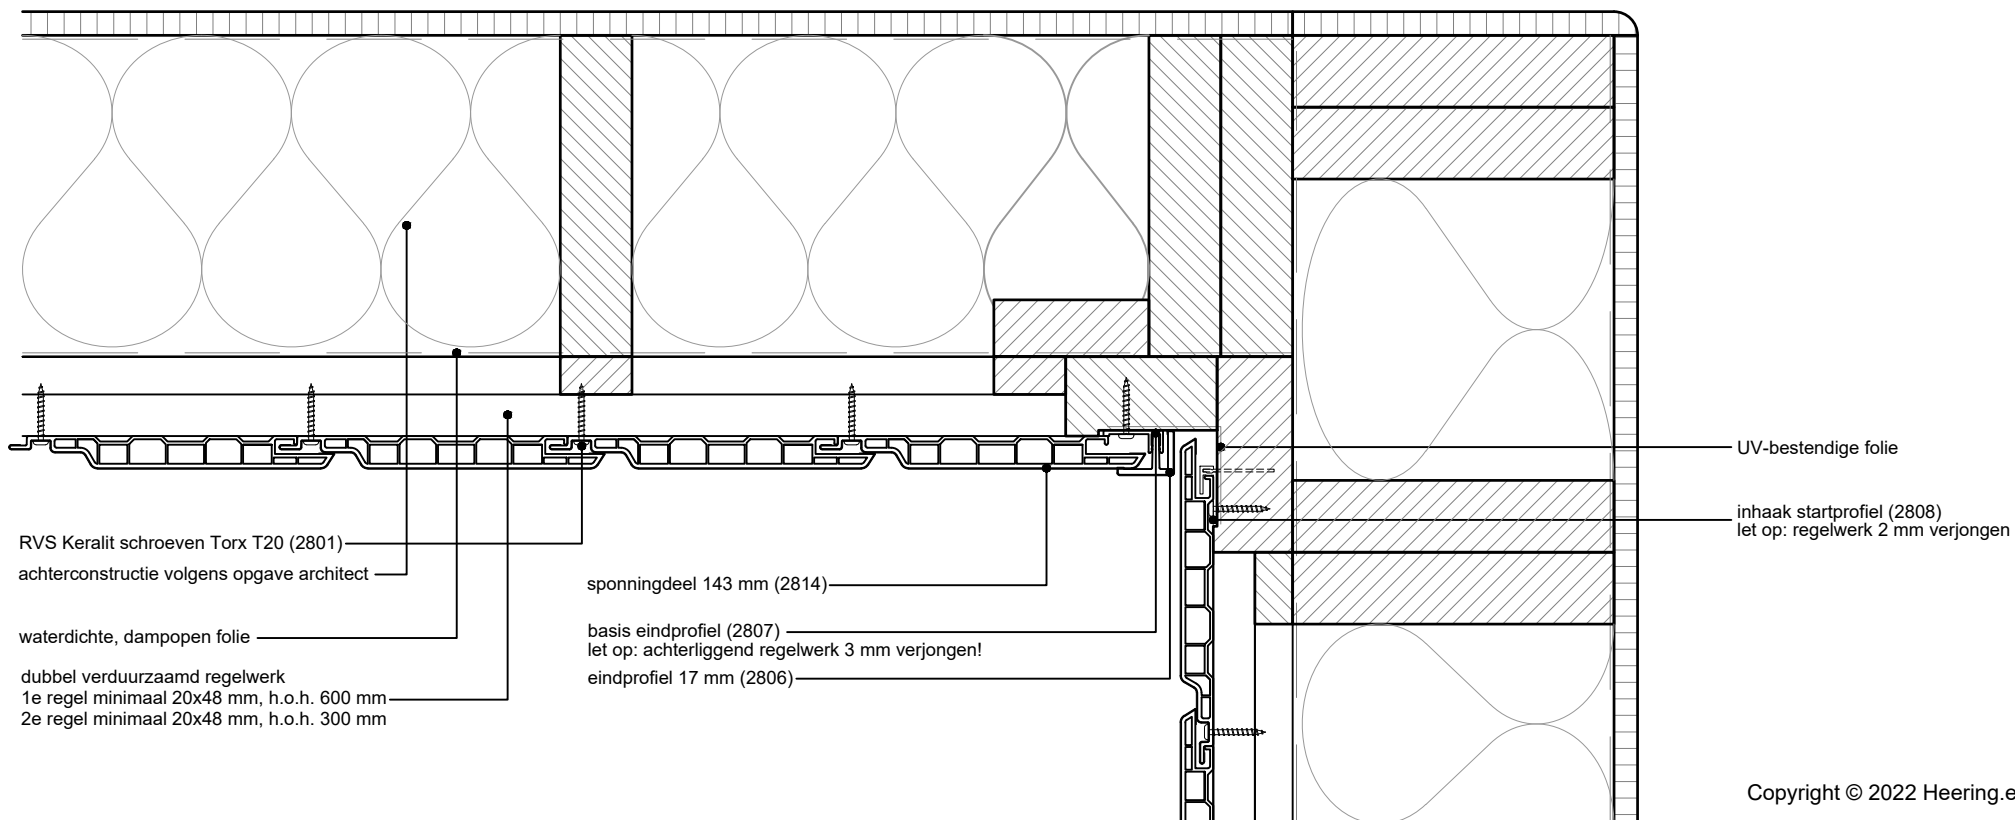 UV-bestendige folie
inhaak startprofiel (2808)
let op: regelwerk 2 mm verjongen
RVS Keralit schroeven Torx T20 (2801)
achterconstructie volgens opgave architect
waterdichte, dampopen folie
dubbel verduurzaamd regelwerk
1e regel minimaal 20x48 mm, h.o.h. 600 mm
2e regel minimaal 20x48 mm, h.o.h. 300 mm
sponningdeel 143 mm (2814)
basis eindprofiel (2807)
let op: achterliggend regelwerk 3 mm verjongen!
eindprofiel 17 mm (2806)
Copyright © 2022 Heering.e